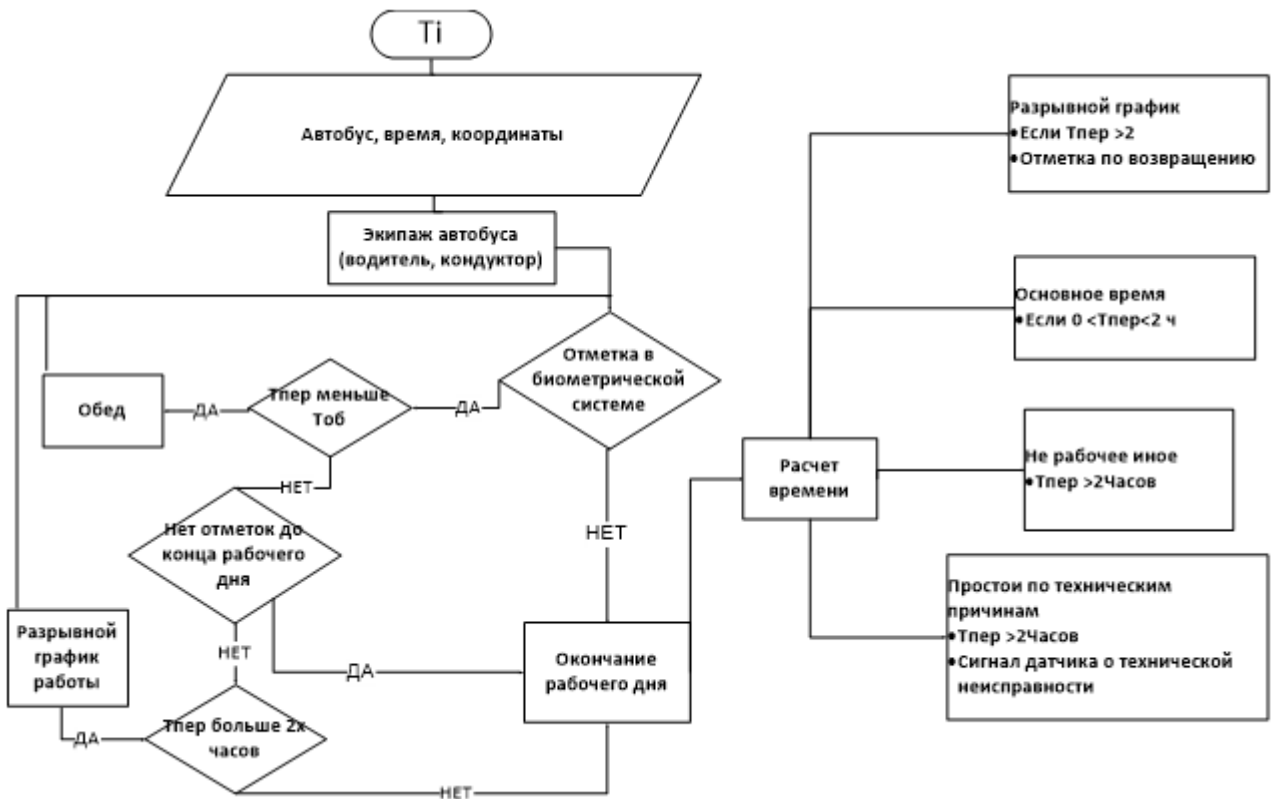 Ti
Автобус, время, координаты
Экипаж автобуса
(водитель, кондуктор)
Отметка в
биометрической
системе
ДА
Тпер меньше
Тоб
ДА
Обед
НЕТ
Нет отметок до
конца рабочего
дня
НЕТ
ДА
НЕТ
Разрывной
график
работы
ДА
Тпер больше 2х
часов
НЕТ
Окончание
рабочего дня
Расчет
времени
Разрывной график
•Если Тпер >2
•Отметка по возвращению
Основное время
•Если 0 <Тпер<2 ч
Не рабочее иное
•Тпер >2Часов
Простои по техническим
причинам
•Тпер >2Часов
•Сигнал датчика о технической
неисправности